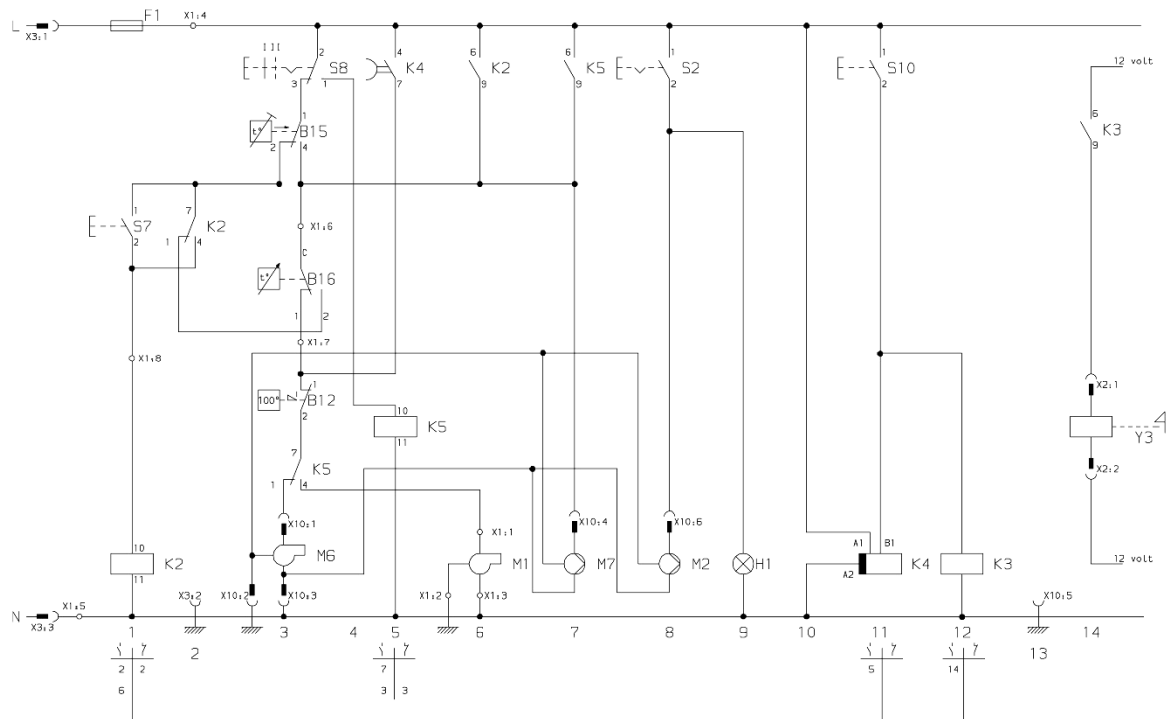 L X3:1 F1 X1:4
12 volt
I II 2 S8 3 1
4 K4 7
6 K2 9
6 K5 9
1 S2 2
1 S10 2
6 K3 9
t° 1 B15 2 4
1 S7 2
7 K2 1 4
X1:6
C
t° B16 1 2
X1:7
X1:8
100° 1 B12 2
10 K5 11
X2:1
Y3
X2:2
7 K5 1 4
X10:1
X1:1
X10:4
X10:6
10 K2 11
M6
M1
M7
M2
H1
A1 B1 A2 K4
K3
12 volt
X3:2
X10:2
X10:3
X1:2
X1:3
X10:5
N X3:3 X1:5
1 2 3 4 5 6 7 8 9 10 11 12 13 14
2 2
6
7
3 3
5
14